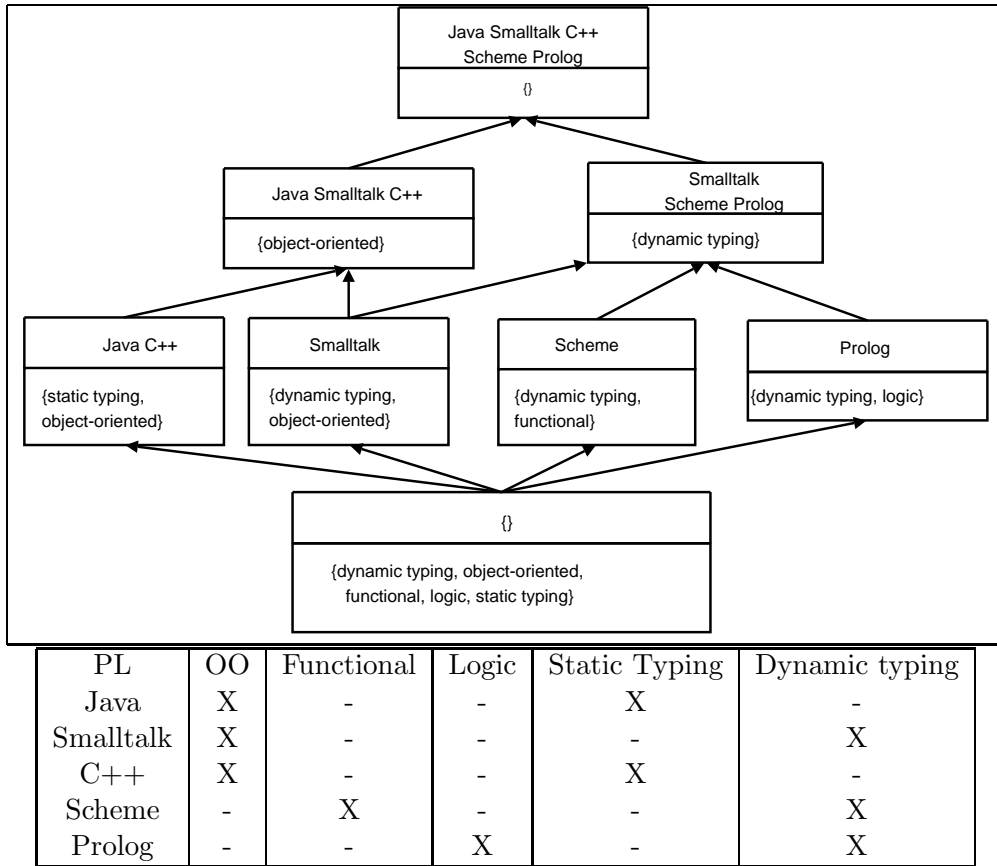 Java Smalltalk C++
Scheme Prolog
{}
Java Smalltalk C++
{object-oriented}
Smalltalk
Scheme Prolog
{dynamic typing}
Java C++
{static typing,
object-oriented}
Smalltalk
{dynamic typing,
object-oriented}
Scheme
{dynamic typing,
functional}
Prolog
{dynamic typing, logic}
{}
{dynamic typing, object-oriented,
functional, logic, static typing}
PL OO Functional Logic Static Typing Dynamic typing
Java X - - X -
Smalltalk X - - - X
C++ X - - X -
Scheme - X - - X
Prolog - - X - X